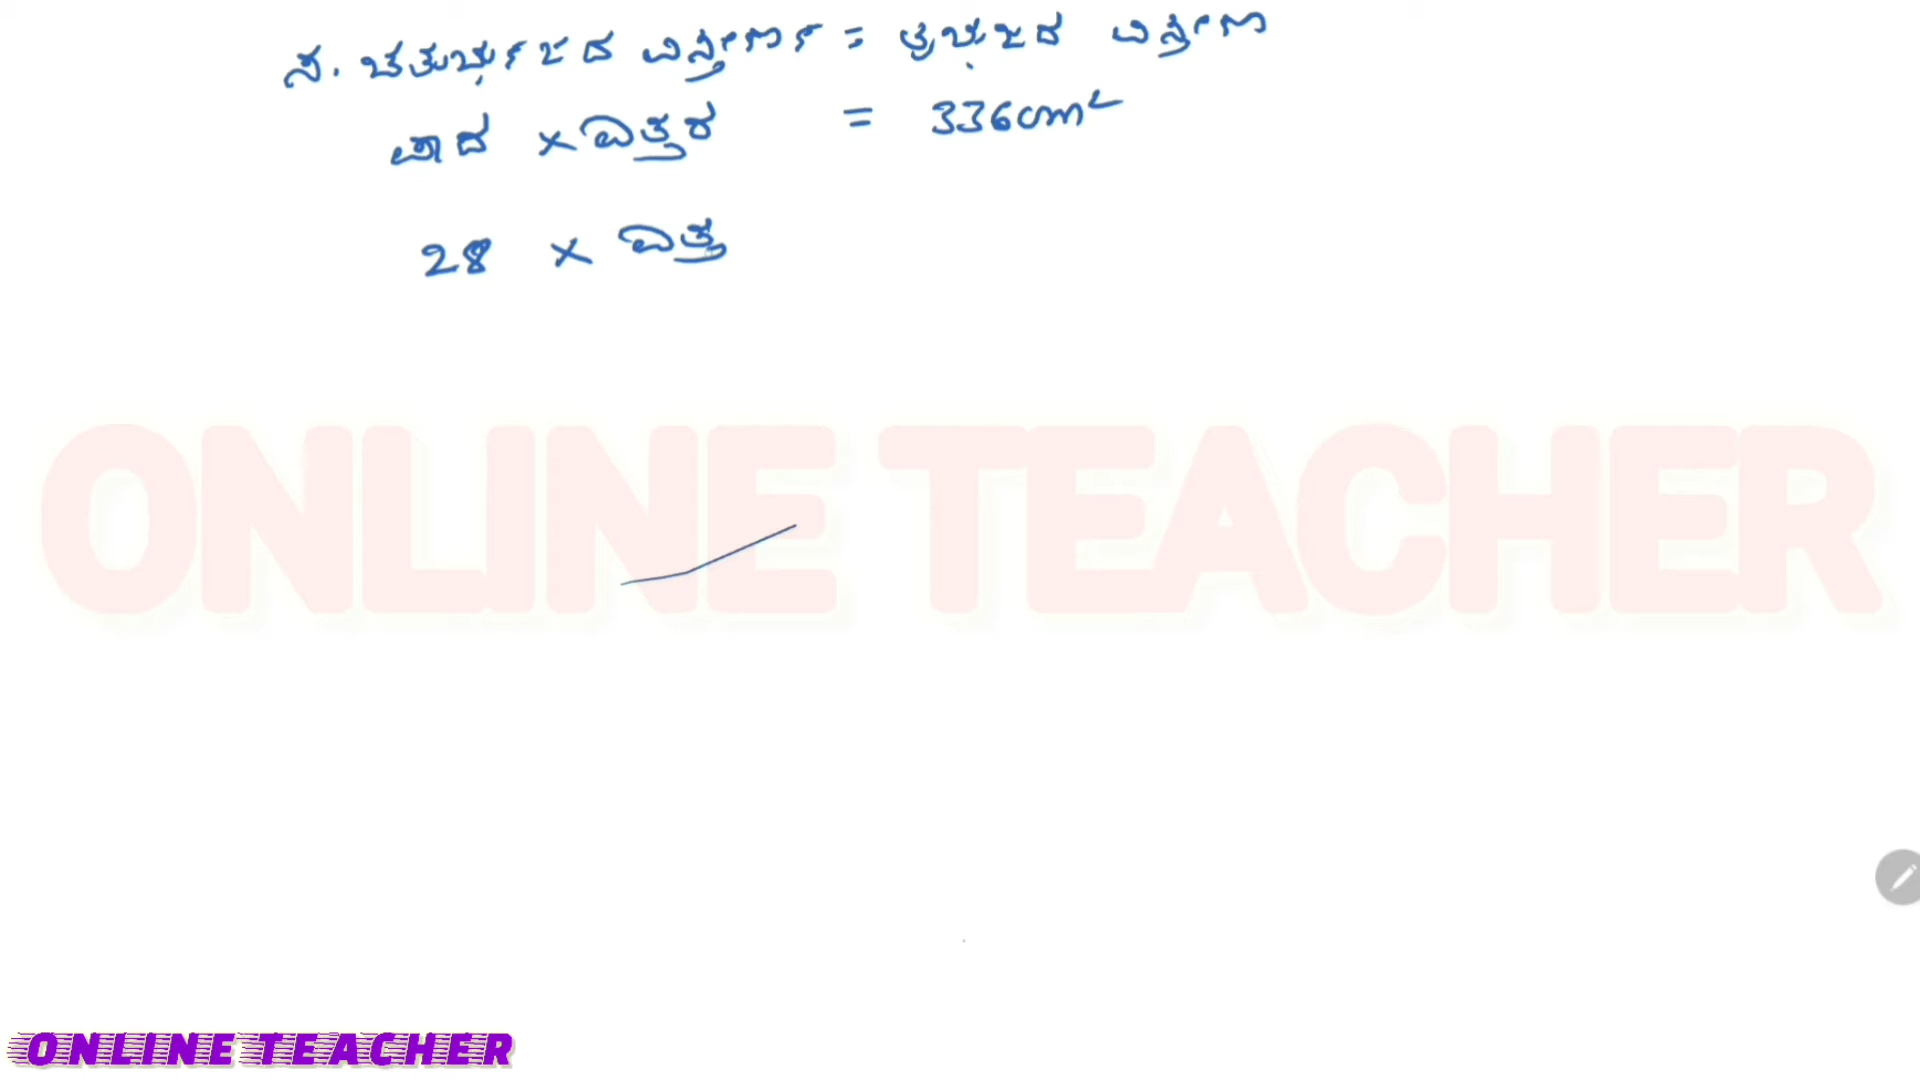 ಸ. ಚತುರ್ಭುಜದ ವಿಸ್ತೀರ್ಣ = ತ್ರಿಭುಜದ ವಿಸ್ತೀರ್ಣ
ಪಾದ × ಎತ್ತರ = 336cm²
28 × ಎತ್ತ
ONLINE TEACHER
ONLINE TEACHER